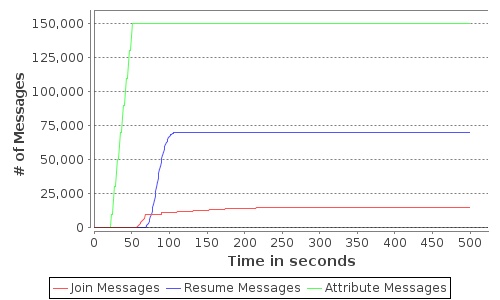 150,000
125,000
100,000
75,000
50,000
25,000
0
# of Messages
0 50 100 150 200 250 300 350 400 450 500
Time in seconds
Join Messages Resume Messages Attribute Messages